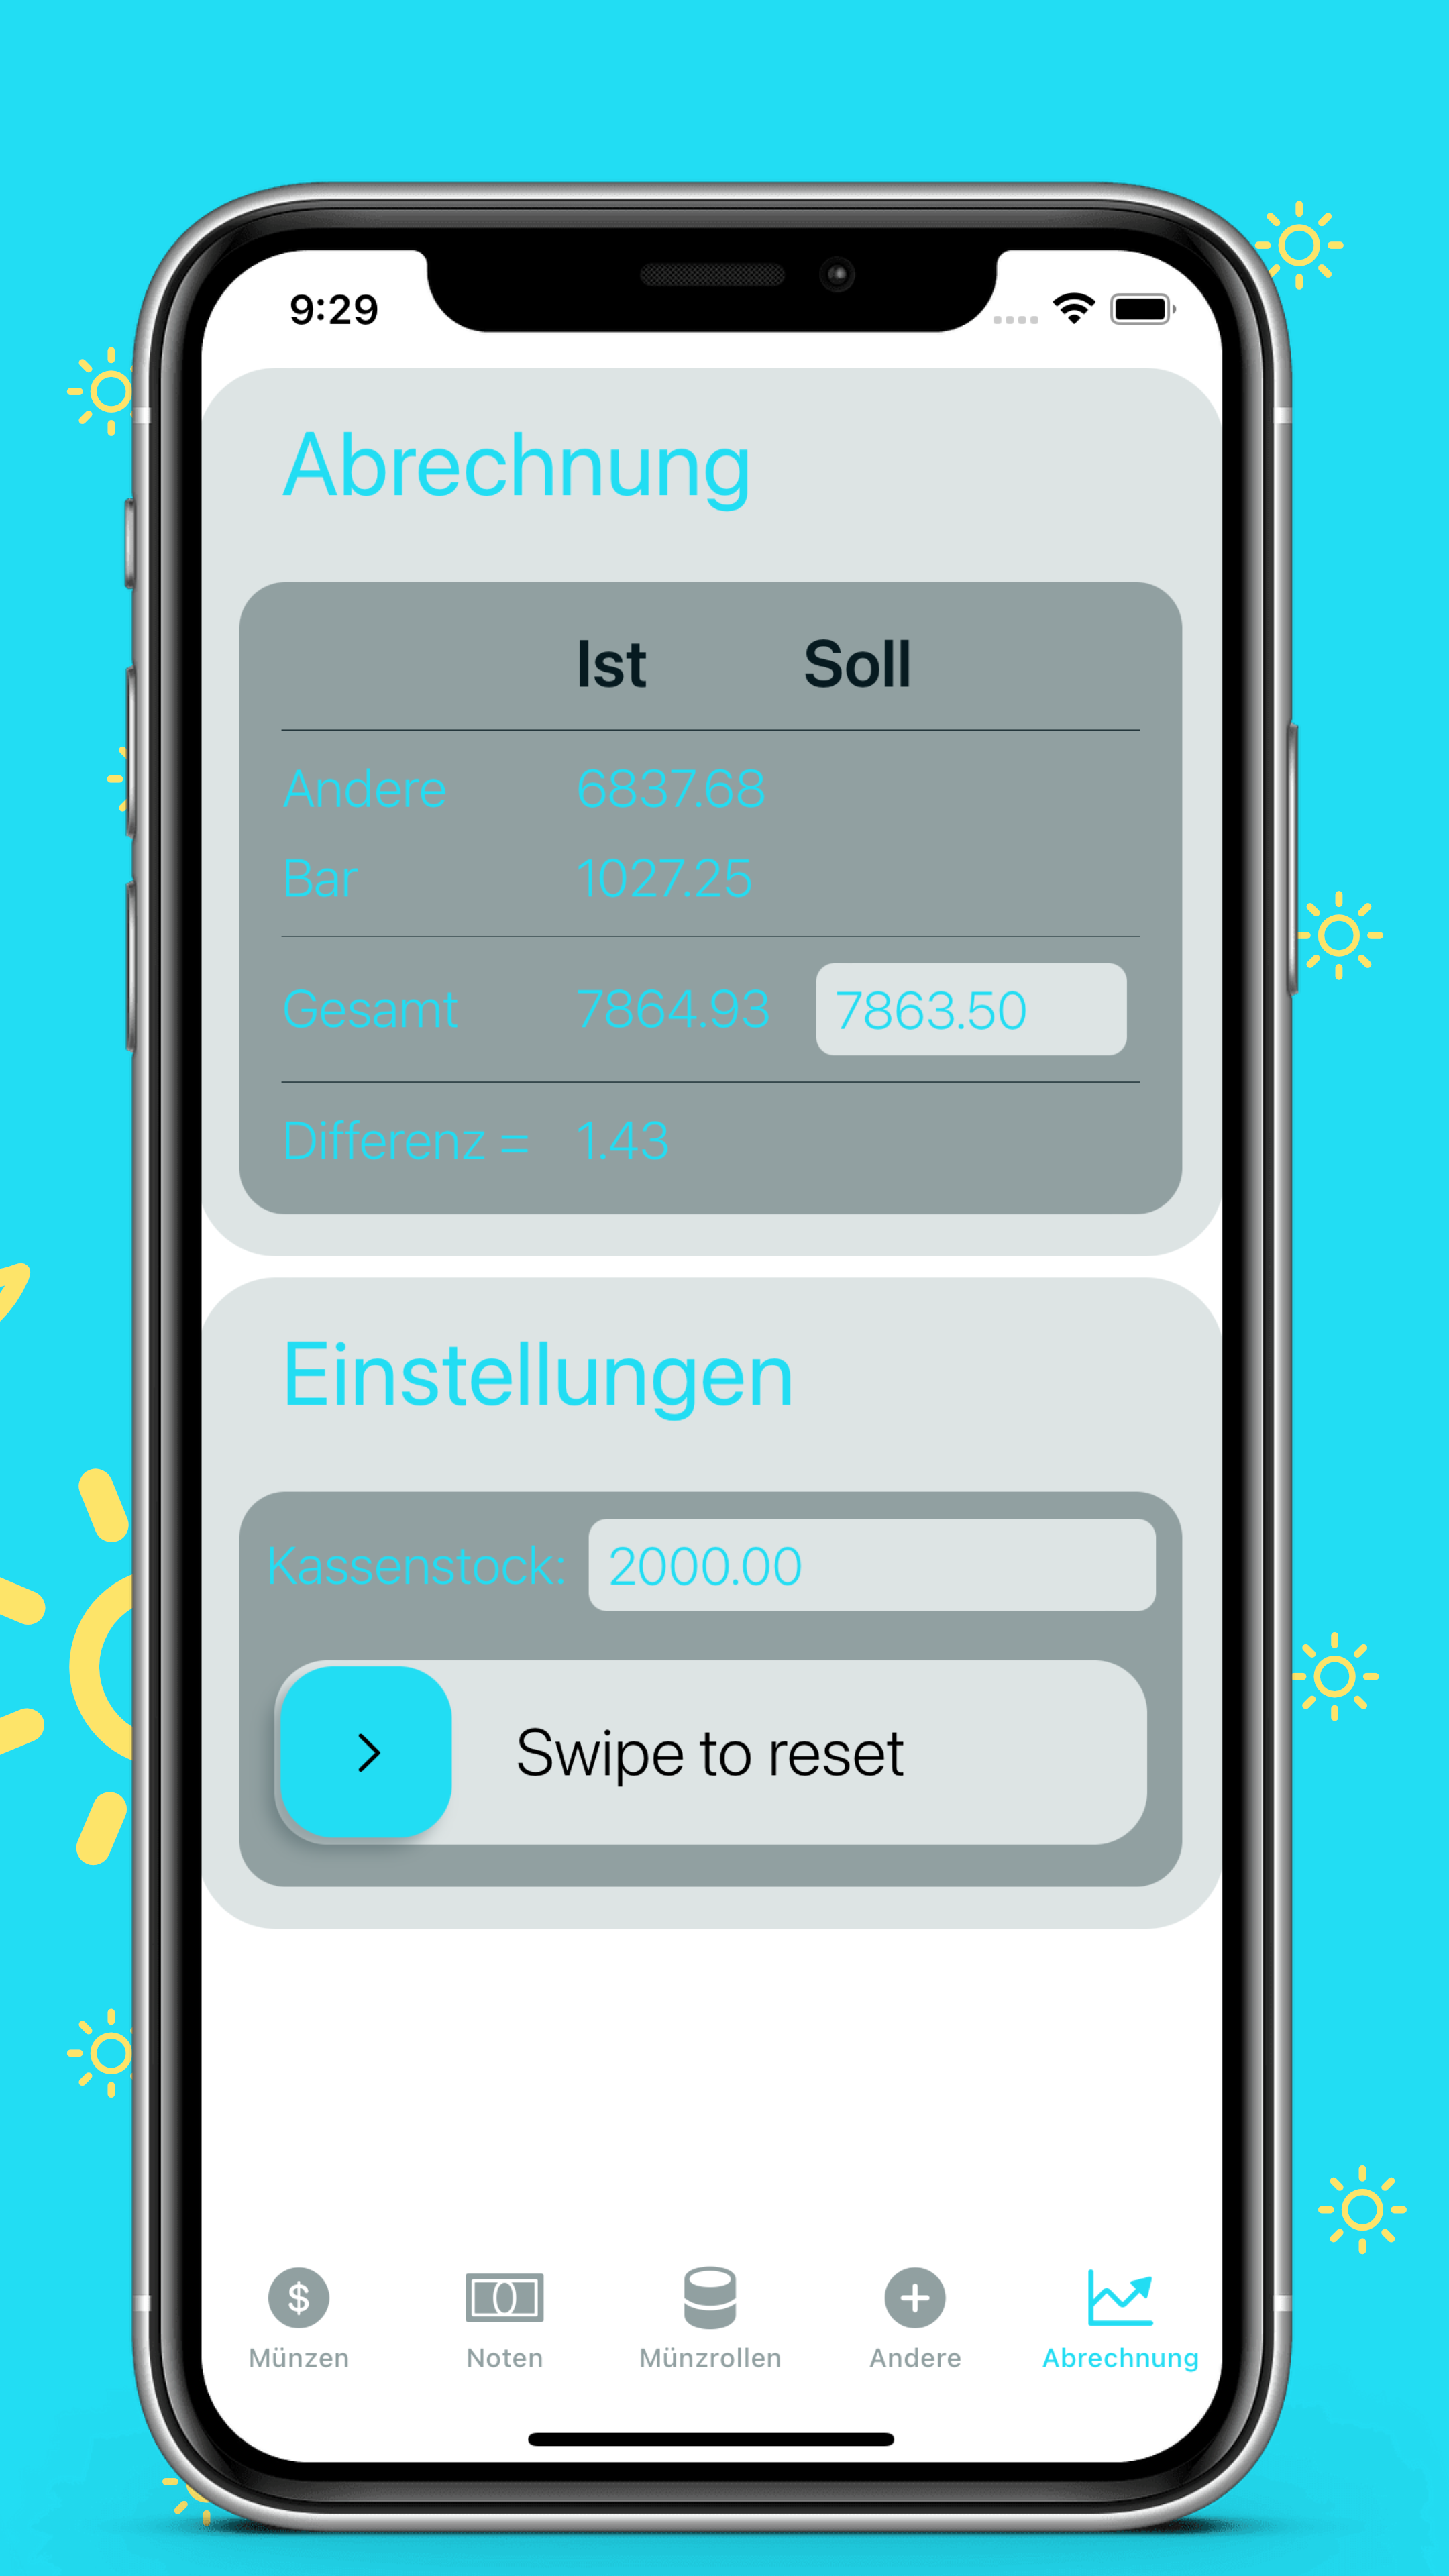 9:29
Abrechnung
Ist Soll
Andere 6837.68
Bar 1027.25
Gesamt 7864.93 7863.50
Differenz = 1.43
Einstellungen
Kassenstock: 2000.00
Swipe to reset
Münzen Noten Münzrollen Andere Abrechnung